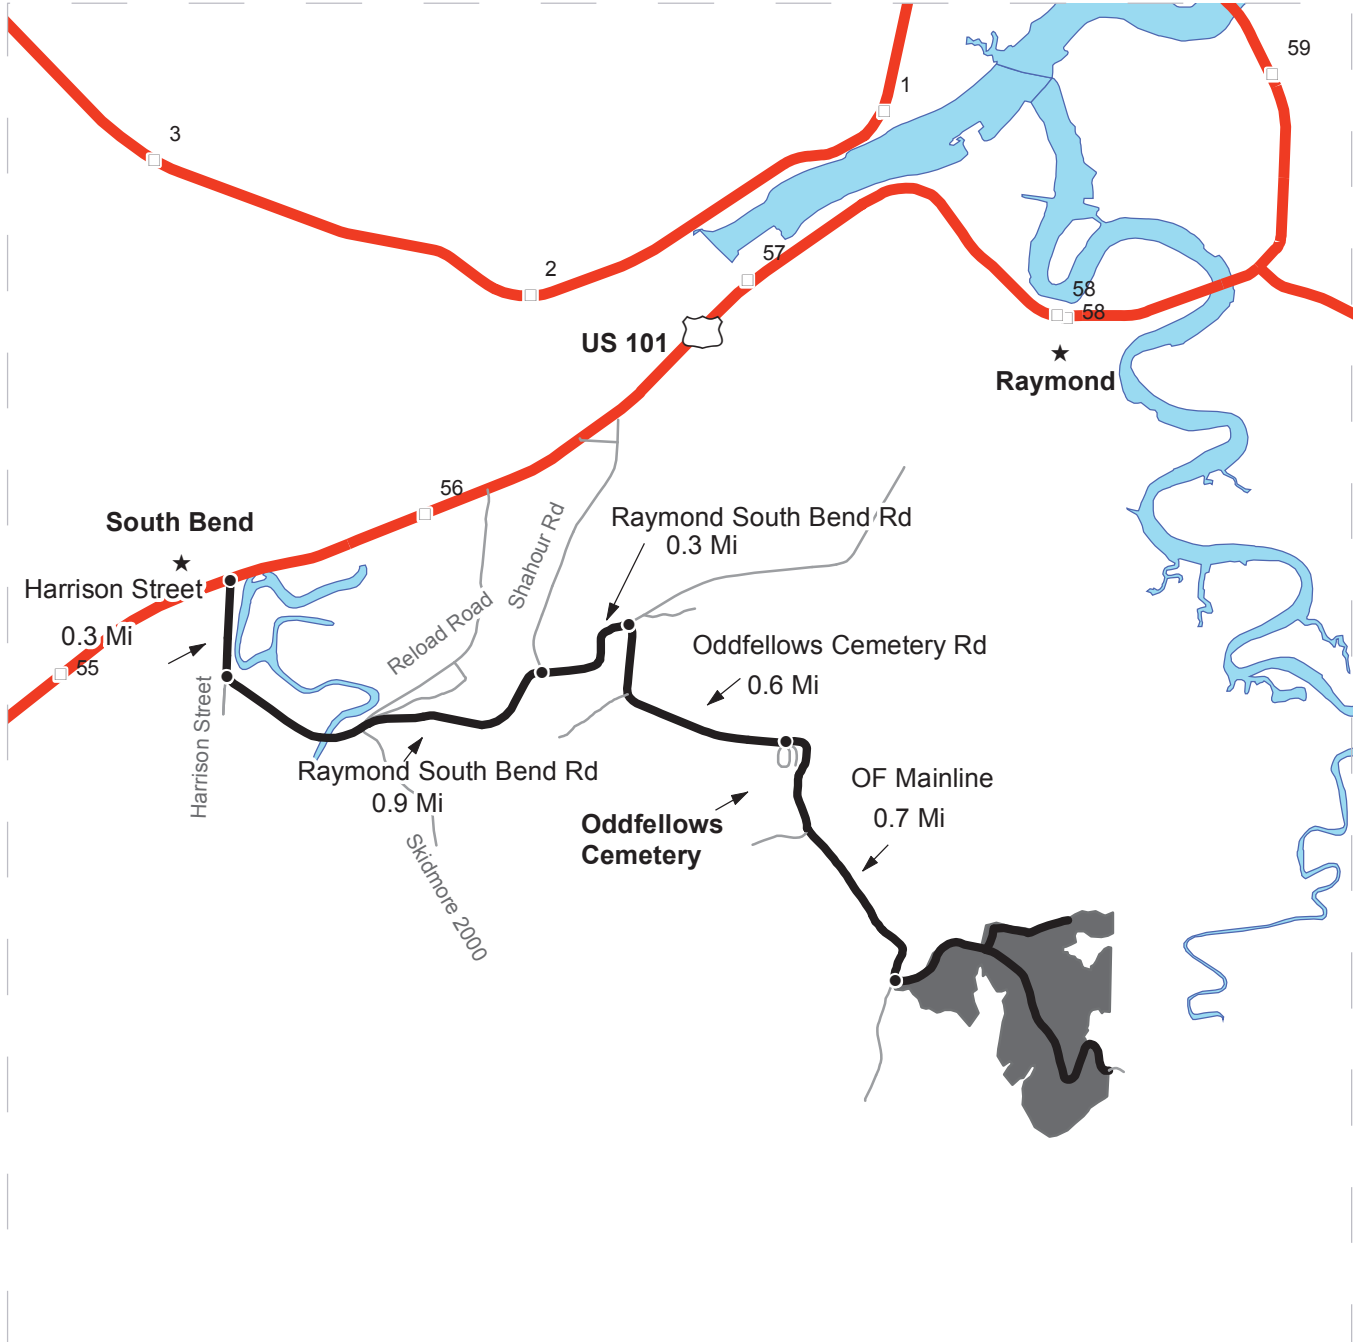 59
1
3
57
2
58
58
US 101
Raymond
56
South Bend
Raymond South Bend Rd
0.3 Mi
Shahour Rd
Harrison Street
0.3 Mi
Reload Road
Oddfellows Cemetery Rd
0.6 Mi
55
Harrison Street
Raymond South Bend Rd
0.9 Mi
OF Mainline
0.7 Mi
Oddfellows
Cemetery
Skidmore 2000